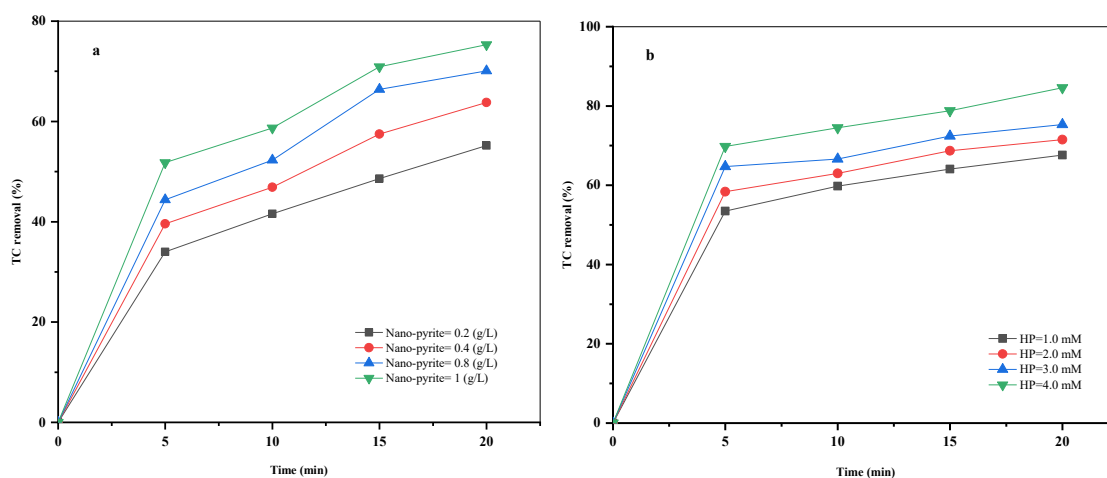 a
TC removal (%)
80
60
40
20
0
0 5 10 15 20
Time (min)
Nano-pyrite= 0.2 (g/L)
Nano-pyrite= 0.4 (g/L)
Nano-pyrite= 0.8 (g/L)
Nano-pyrite= 1 (g/L)
b
TC removal (%)
100
80
60
40
20
0
0 5 10 15 20
Time (min)
HP=1.0 mM
HP=2.0 mM
HP=3.0 mM
HP=4.0 mM